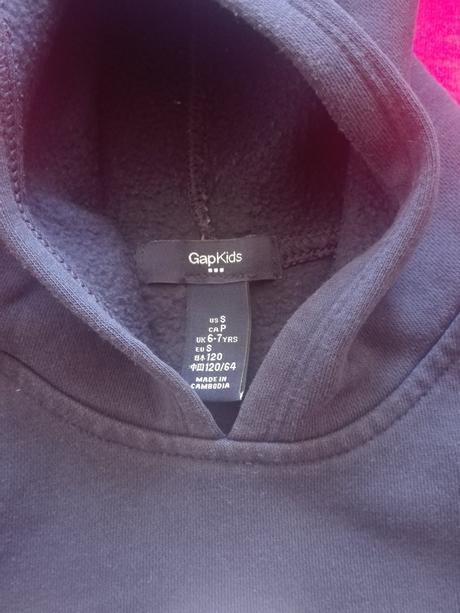 GapKids
US S
CA P
UK 6-7YRS
EU S
日本 120
中国 120/64
MADE IN
CAMBODIA